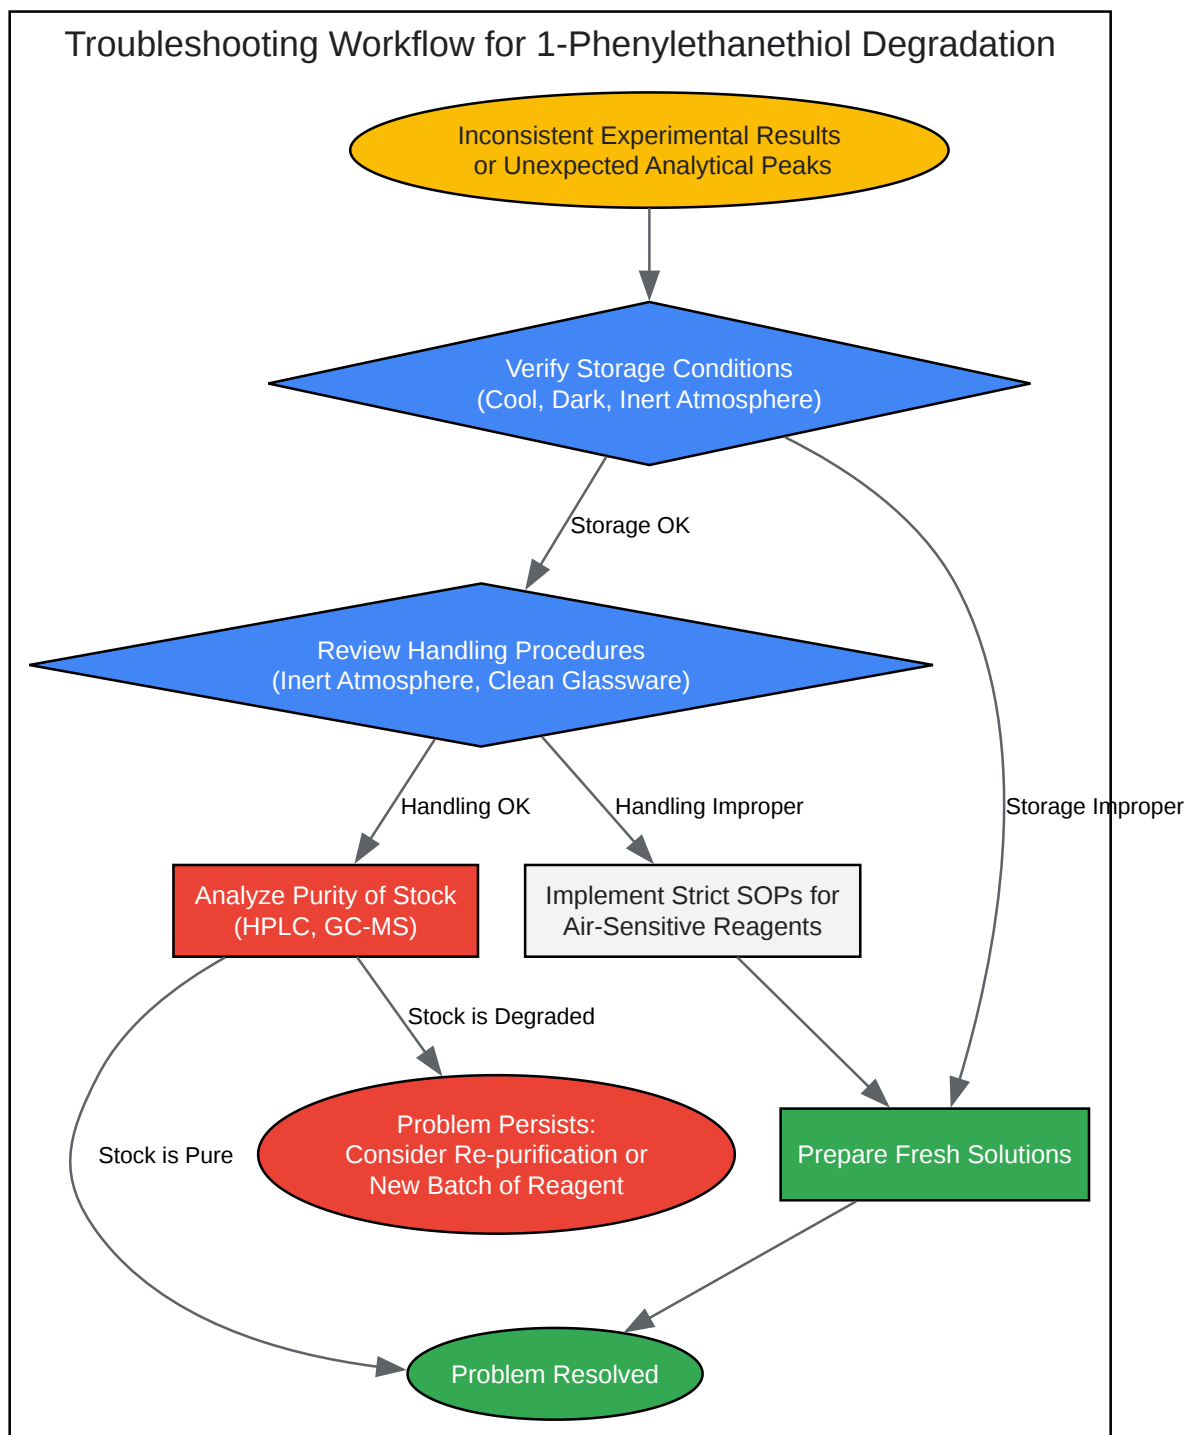 Troubleshooting Workflow for 1-Phenylethanethiol Degradation
Inconsistent Experimental Results
or Unexpected Analytical Peaks
Verify Storage Conditions
(Cool, Dark, Inert Atmosphere)
Storage OK
Review Handling Procedures
(Inert Atmosphere, Clean Glassware)
Handling OK
Handling Improper
Storage Improper
Analyze Purity of Stock
(HPLC, GC-MS)
Implement Strict SOPs for
Air-Sensitive Reagents
Stock is Degraded
Stock is Pure
Problem Persists:
Consider Re-purification or
New Batch of Reagent
Prepare Fresh Solutions
Problem Resolved